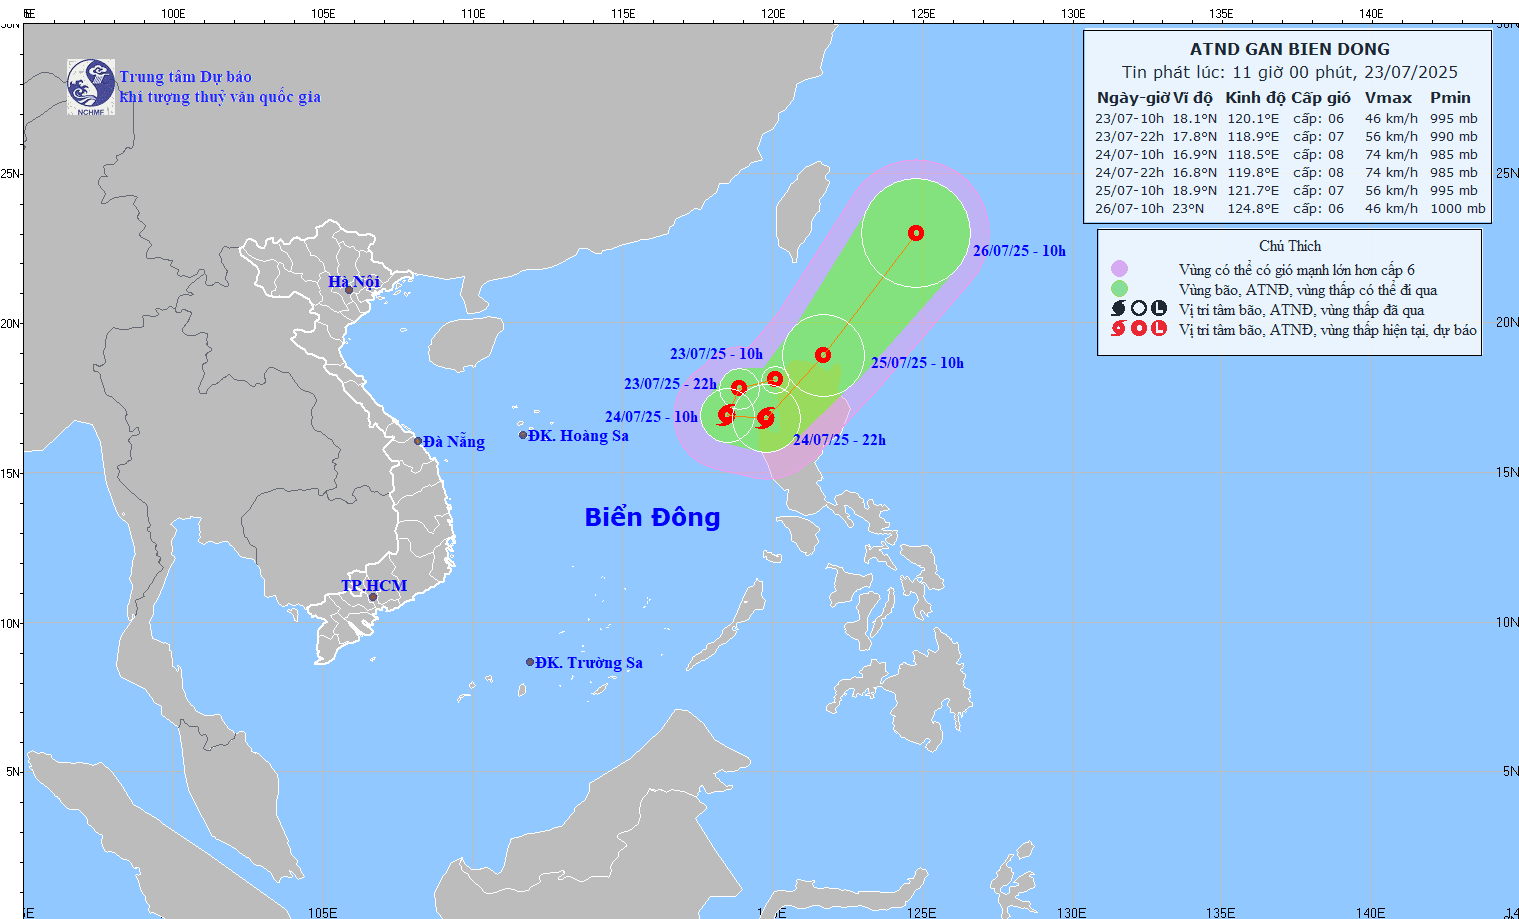 E 100E 105E 110E 115E 120E 125E 130E 135E 140E
30N 30N
Trung tâm Dự báo
khí tượng thuỷ văn quốc gia
NCHMF
ATND GAN BIEN DONG
Tin phát lúc: 11 giờ 00 phút, 23/07/2025
Ngày-giờ Vĩ độ Kinh độ Cấp gió Vmax Pmin
23/07-10h 18.1°N 120.1°E cấp: 06 46 km/h 995 mb
23/07-22h 17.8°N 118.9°E cấp: 07 56 km/h 990 mb
24/07-10h 16.9°N 118.5°E cấp: 08 74 km/h 985 mb
24/07-22h 16.8°N 119.8°E cấp: 08 74 km/h 985 mb
25/07-10h 18.9°N 121.7°E cấp: 07 56 km/h 995 mb
26/07-10h 23°N 124.8°E cấp: 06 46 km/h 1000 mb
25N 25N
Chú Thích
Vùng có thể có gió mạnh lớn hơn cấp 6
Vùng bão, ATNĐ, vùng thấp có thể đi qua
L Vị trí tâm bão, ATNĐ, vùng thấp đã qua
L Vị trí tâm bão, ATNĐ, vùng thấp hiện tại, dự báo
26/07/25 - 10h
Hà Nội
20N 20N
23/07/25 - 10h
25/07/25 - 10h
23/07/25 - 22h
24/07/25 - 10h
24/07/25 - 22h
Đà Nẵng
ĐK. Hoàng Sa
15N 15N
Biển Đông
TP.HCM
10N 10N
ĐK. Trường Sa
5N 5N
E 105E 110E 115E 120E 125E 130E 135E 140E